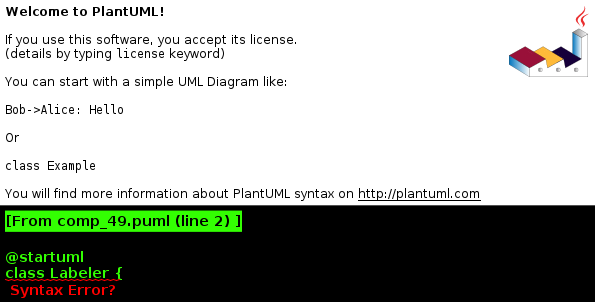 Welcome to PlantUML!
If you use this software, you accept its license.
(details by typing license keyword)
You can start with a simple UML Diagram like:
Bob->Alice: Hello
Or
class Example
You will find more information about PlantUML syntax on http://plantuml.com
[From comp_49.puml (line 2) ]
@startuml
class Labeler {
Syntax Error?